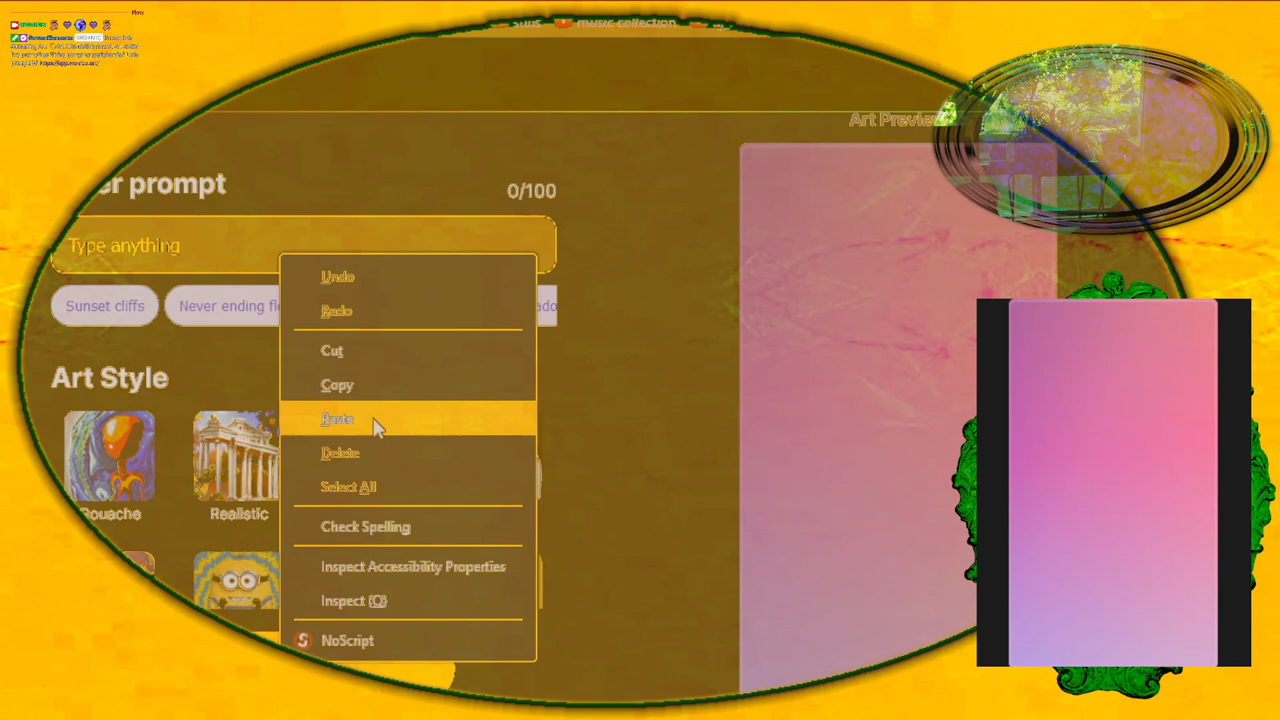 music collection
Art Preview
er prompt
0/100
Type anything
Sunset cliffs
Never ending fl
ado
Undo
Redo
Cut
Copy
Paste
Delete
Select All
Check Spelling
Inspect Accessibility Properties
Inspect (Q)
NoScript
Art Style
Gouache
Realistic